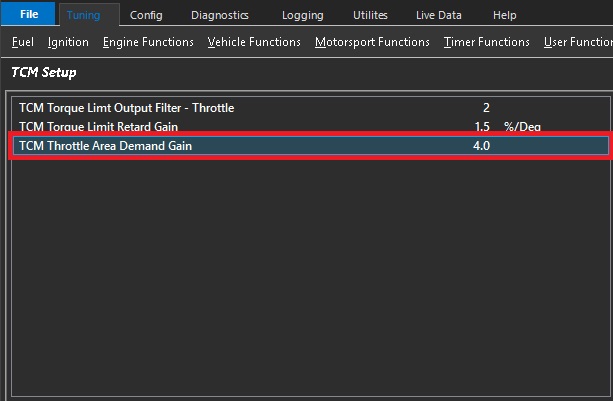 File Tuning Config Diagnostics Logging Utilites Live Data Help
Fuel Ignition Engine Functions Vehicle Functions Motorsport Functions Timer Functions User Function
TCM Setup
TCM Torque Limt Output Filter - Throttle 2
TCM Torque Limit Retard Gain 1.5 %/Deg
TCM Throttle Area Demand Gain 4.0